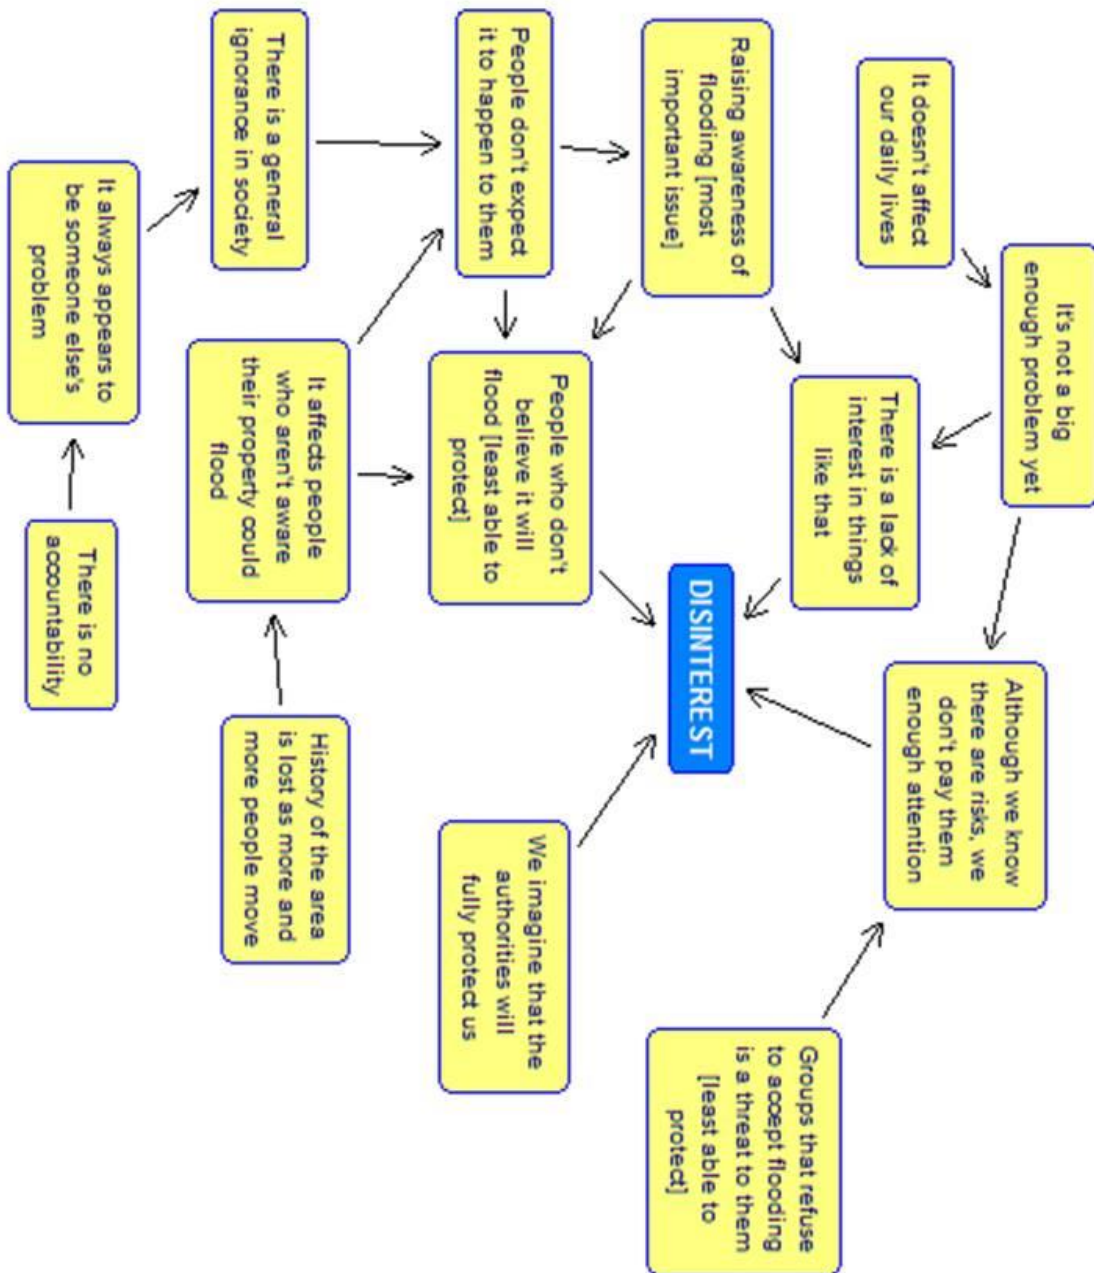 It's not a big
enough problem yet
Although we know
there are risks, we
don't pay them
enough attention
It doesn't affect
our daily lives
There is a lack of
interest in things
like that
Groups that refuse
to accept flooding
is a threat to them
[least able to
protect]
Raising awareness of
flooding [most
important issue]
DISINTEREST
People don't expect
it to happen to them
People who don't
believe it will
flood [least able to
protect]
We imagine that the
authorities will
fully protect us
There is a general
ignorance in society
It affects people
who aren't aware
their property could
flood
History of the area
is lost as more and
more people move
It always appears to
be someone else's
problem
There is no
accountability